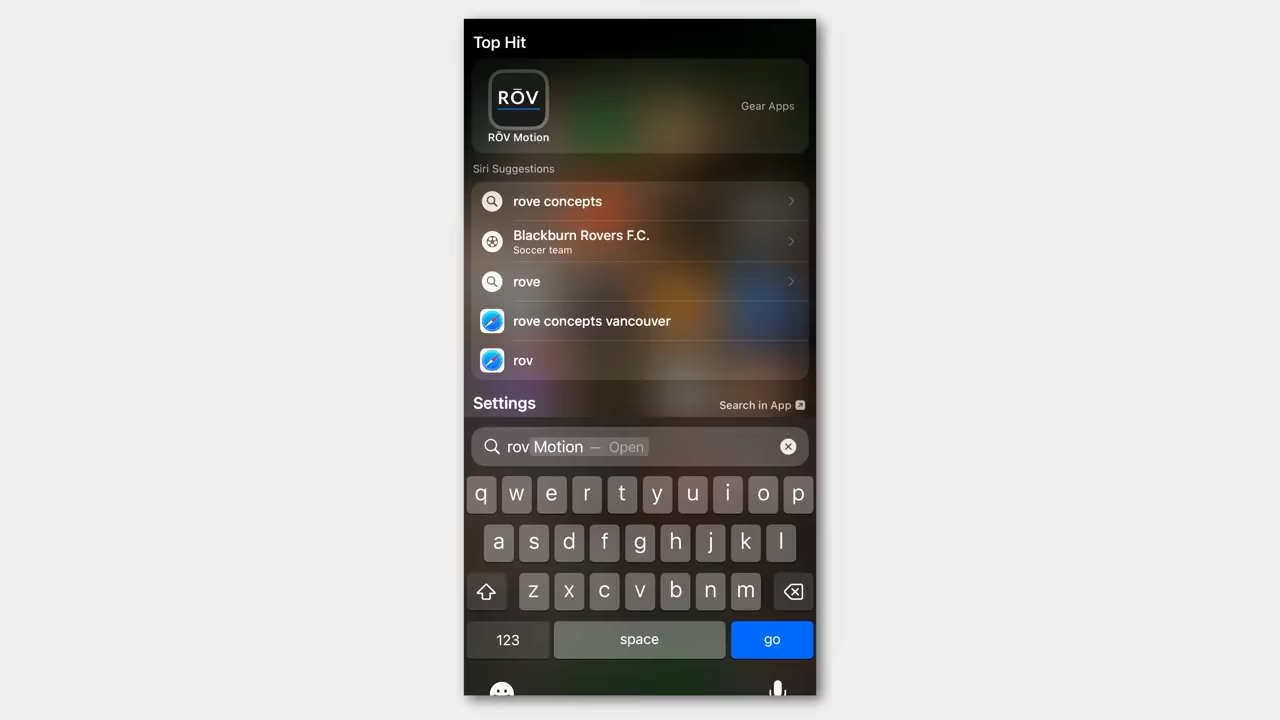 Top Hit
RŌV
Gear Apps
RŌV Motion
Siri Suggestions
rove concepts
Blackburn Rovers F.C.
Soccer team
rove
rove concepts vancouver
rov
Settings
Search in App
rov Motion — Open
q w e r t y u i o p
a s d f g h j k l
z x c v b n m
123 space go